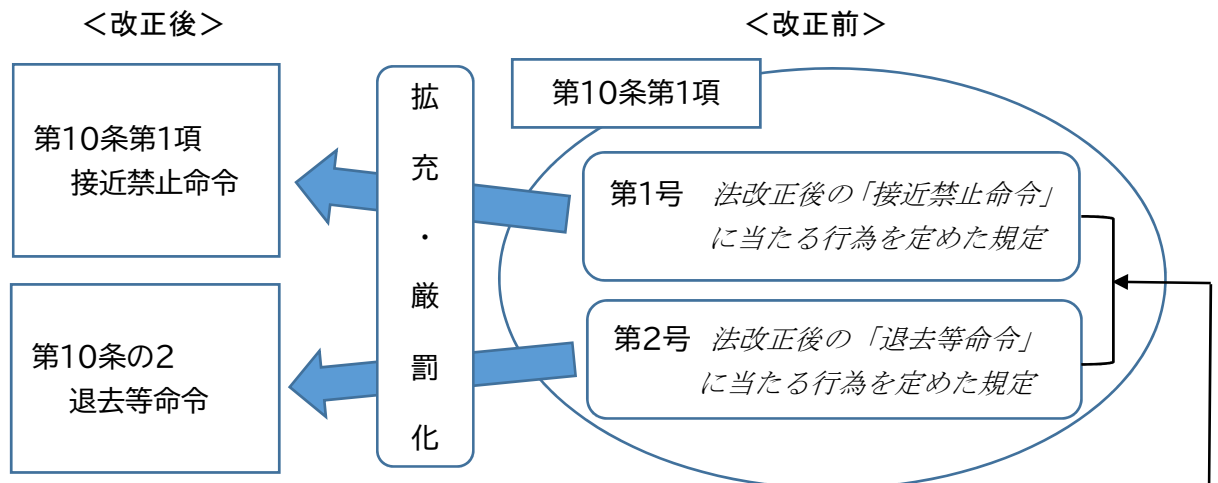 ＜改正後＞
＜改正前＞
第10条第1項
接近禁止命令
第10条の2
退去等命令
拡充・厳罰化
第10条第1項
第1号 法改正後の「接近禁止命令」
に当たる行為を定めた規定
第2号 法改正後の「退去等命令」
に当たる行為を定めた規定